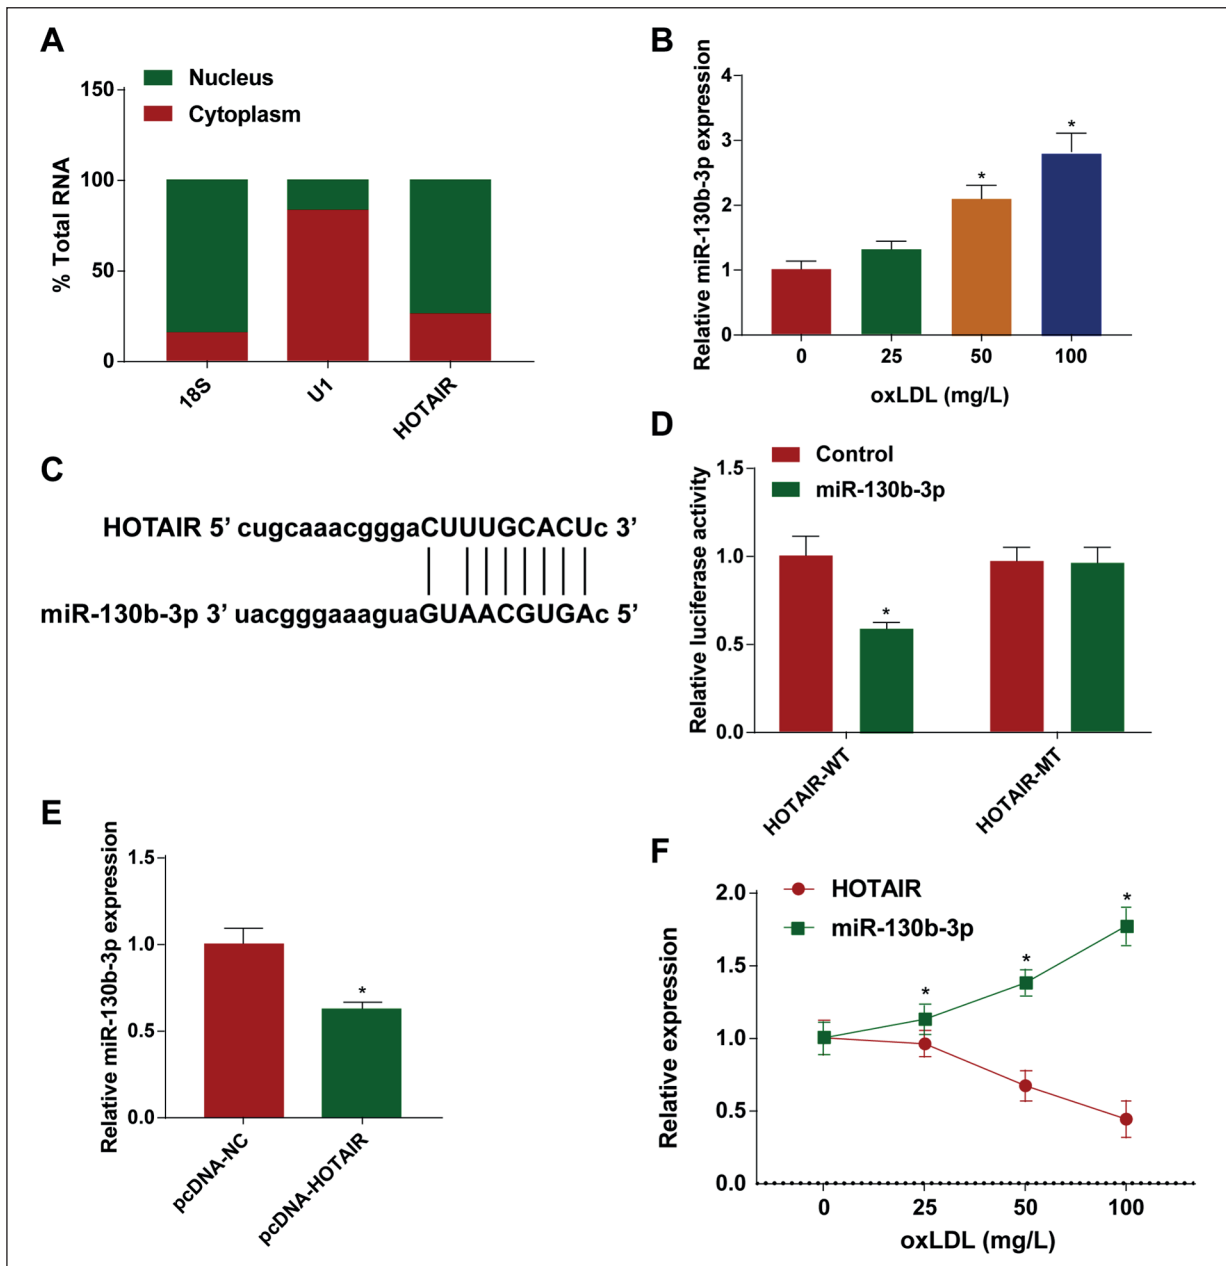 A
Nucleus
Cytoplasm
% Total RNA
150
100
50
0
18S
U1
HOTAIR
B
Relative miR-130b-3p expression
4
3
2
1
0
*
*
0
25
50
100
oxLDL (mg/L)
C
HOTAIR 5’ cugcaaacgggaCUUUGCACUc 3’
miR-130b-3p 3’ uacgggaaaguaGUAACGUGAc 5’
D
Control
miR-130b-3p
Relative luciferase activity
1.5
1.0
0.5
0.0
*
HOTAIR-WT
HOTAIR-MT
E
Relative miR-130b-3p expression
1.5
1.0
0.5
0.0
*
pcDNA-NC
pcDNA-HOTAIR
F
HOTAIR
miR-130b-3p
Relative expression
2.0
1.5
1.0
0.5
0.0
*
*
*
0
25
50
100
oxLDL (mg/L)